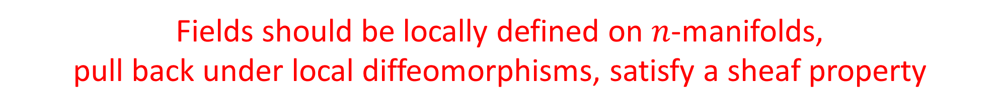 Fields should be locally defined on 𝑛-manifolds,
pull back under local diffeomorphisms, satisfy a sheaf property